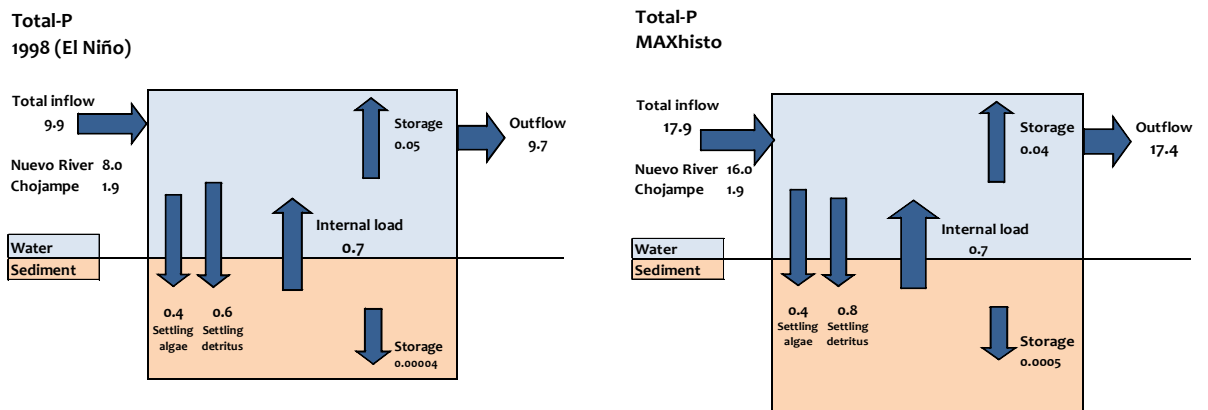 Total-P
1998 (El Niño)
Total inflow
9.9
Nuevo River 8.0
Chojampe 1.9
Storage
0.05
Outflow
9.7
Internal load
0.7
Water
Sediment
0.4
Settling
algae
0.6
Settling
detritus
Storage
0.00004
Total-P
MAXhisto
Total inflow
17.9
Nuevo River 16.0
Chojampe 1.9
Storage
0.04
Outflow
17.4
Internal load
0.7
Water
Sediment
0.4
Settling
algae
0.8
Settling
detritus
Storage
0.0005